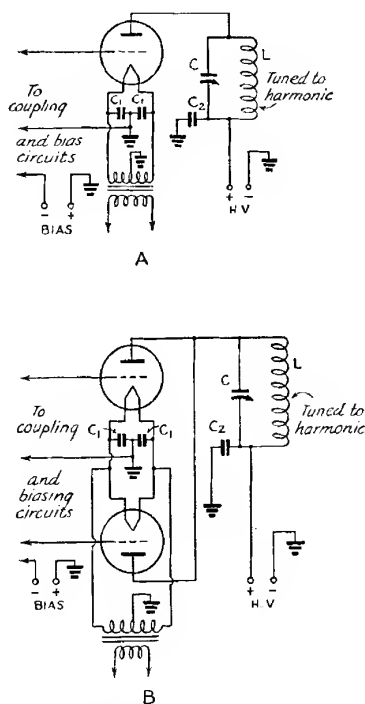 To
coupling
and bias
circuits
C₁ C₁
C
L
C₂
Tuned to
harmonic
- +
BIAS
+ -
H.V
A
To
coupling
and biasing
circuits
C₁ C₁
C
L
C₂
Tuned to
harmonic
- +
BIAS
+ -
H.V
B